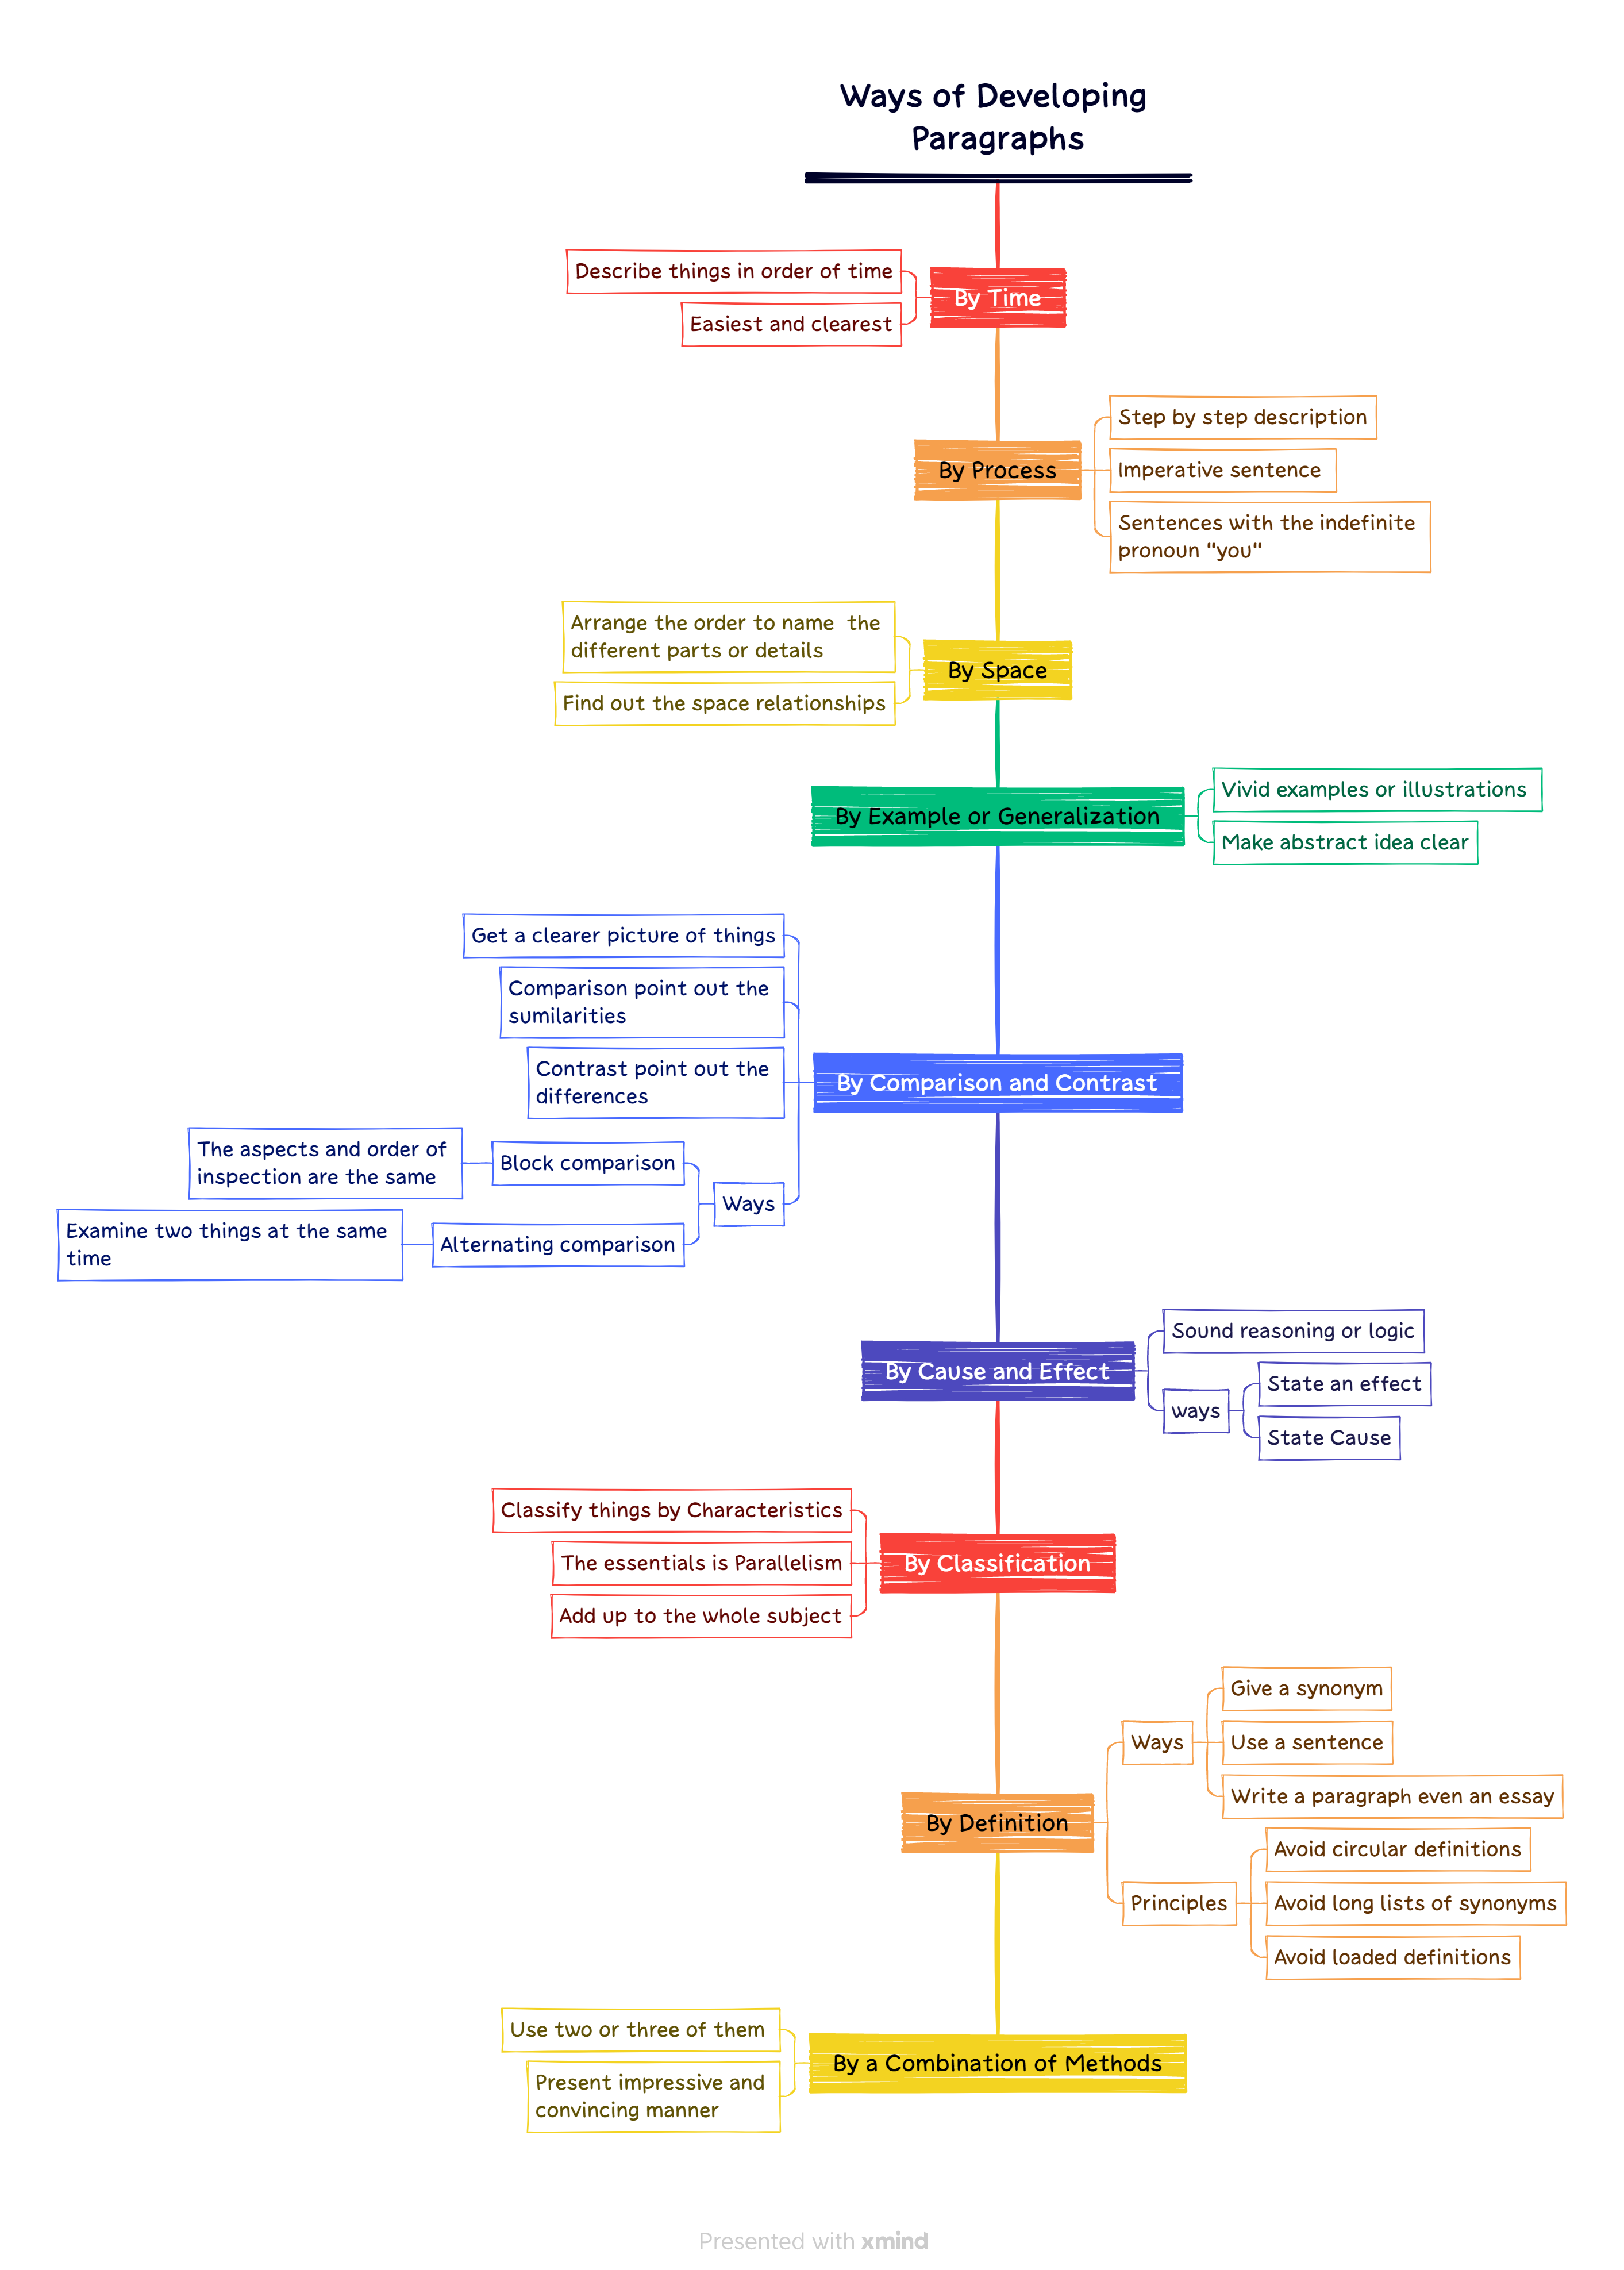 Ways of Developing
Paragraphs
By Time
Describe things in order of time
Easiest and clearest
By Process
Step by step description
Imperative sentence
Sentences with the indefinite
pronoun "you"
By Space
Arrange the order to name  the
different parts or details
Find out the space relationships
By Example or Generalization
Vivid examples or illustrations
Make abstract idea clear
By Comparison and Contrast
Get a clearer picture of things
Comparison point out the
sumilarities
Contrast point out the
differences
Ways
Block comparison
The aspects and order of
inspection are the same
Alternating comparison
Examine two things at the same
time
By Cause and Effect
Sound reasoning or logic
ways
State an effect
State Cause
By Classification
Classify things by Characteristics
The essentials is Parallelism
Add up to the whole subject
By Definition
Ways
Give a synonym
Use a sentence
Write a paragraph even an essay
Principles
Avoid circular definitions
Avoid long lists of synonyms
Avoid loaded definitions
By a Combination of Methods
Use two or three of them
Present impressive and
convincing manner
Presented with xmind